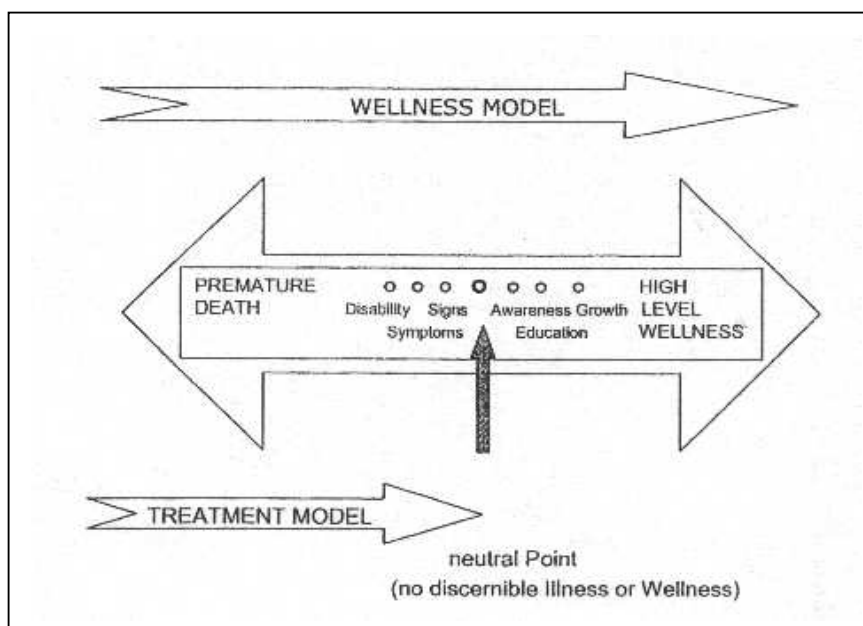 WELLNESS MODEL
PREMATURE
DEATH
Disability
Signs
Symptoms
Awareness Growth
Education
HIGH
LEVEL
WELLNESS
TREATMENT MODEL
neutral Point
(no discernible Illness or Wellness)